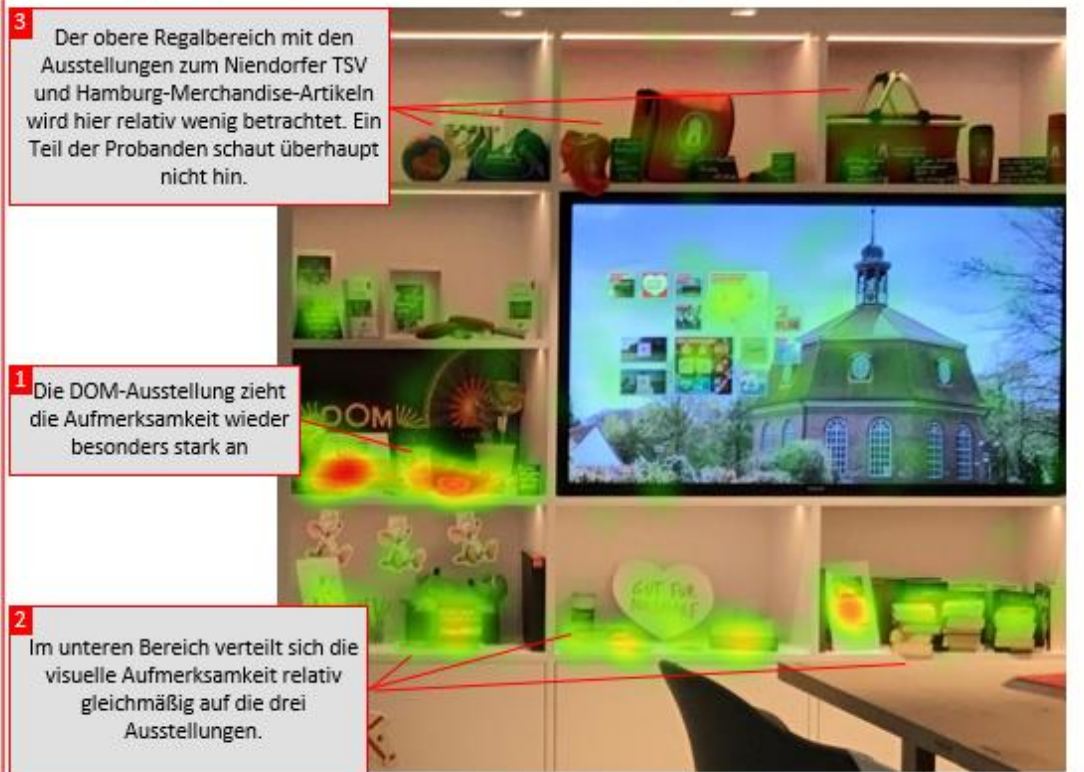 3
Der obere Regalbereich mit den
Ausstellungen zum Niendorfer TSV
und Hamburg-Merchandise-Artikeln
wird hier relativ wenig betrachtet. Ein
Teil der Probanden schaut überhaupt
nicht hin.
1
Die DOM-Ausstellung zieht
die Aufmerksamkeit wieder
besonders stark an
DOM
GUT FÜR
2
Im unteren Bereich verteilt sich die
visuelle Aufmerksamkeit relativ
gleichmäßig auf die drei
Ausstellungen.